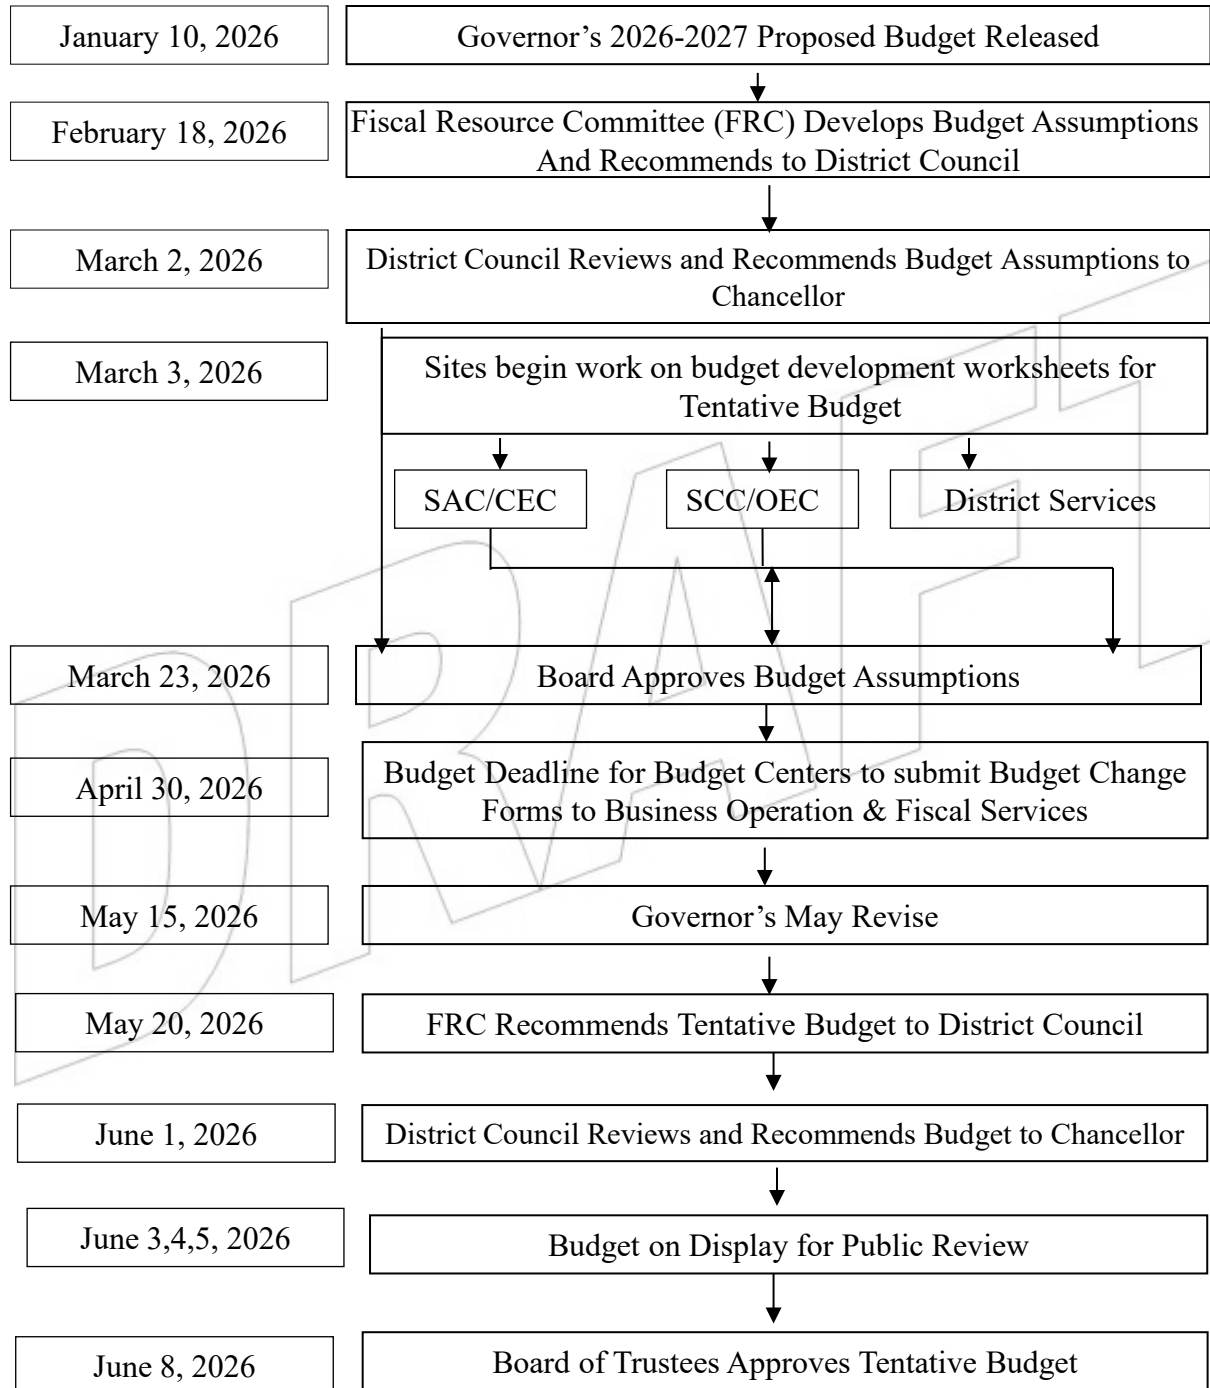 January 10, 2026
Governor’s 2026-2027 Proposed Budget Released
February 18, 2026
Fiscal Resource Committee (FRC) Develops Budget Assumptions
And Recommends to District Council
March 2, 2026
District Council Reviews and Recommends Budget Assumptions to
Chancellor
March 3, 2026
Sites begin work on budget development worksheets for
Tentative Budget
SAC/CEC
SCC/OEC
District Services
March 23, 2026
Board Approves Budget Assumptions
April 30, 2026
Budget Deadline for Budget Centers to submit Budget Change
Forms to Business Operation & Fiscal Services
May 15, 2026
Governor’s May Revise
May 20, 2026
FRC Recommends Tentative Budget to District Council
June 1, 2026
District Council Reviews and Recommends Budget to Chancellor
June 3,4,5, 2026
Budget on Display for Public Review
June 8, 2026
Board of Trustees Approves Tentative Budget
DRAFT